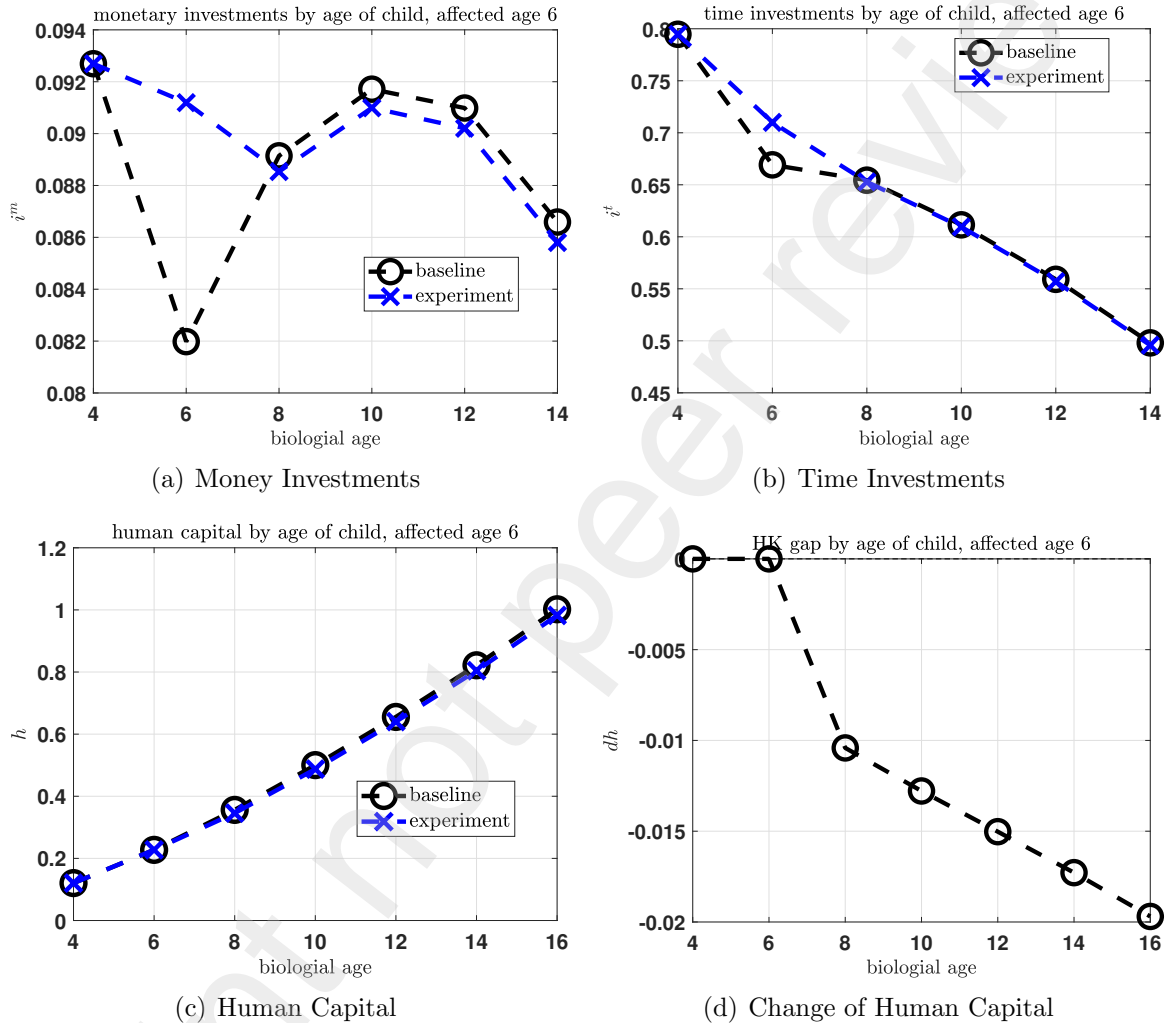 monetary investments by age of child, affected age 6
0.094
0.092
0.09
0.088
0.086
0.084
0.082
0.08
i^m
baseline
experiment
4 6 8 10 12 14
biologial age
(a) Money Investments
time investments by age of child, affected age 6
0.8
0.75
0.7
0.65
0.6
0.55
0.5
0.45
i^t
baseline
experiment
4 6 8 10 12 14
biologial age
(b) Time Investments
human capital by age of child, affected age 6
1.2
1
0.8
0.6
0.4
0.2
0
h
baseline
experiment
4 6 8 10 12 14 16
biologial age
(c) Human Capital
HK gap by age of child, affected age 6
0
-0.005
-0.01
-0.015
-0.02
dh
4 6 8 10 12 14 16
biologial age
(d) Change of Human Capital
not peer review